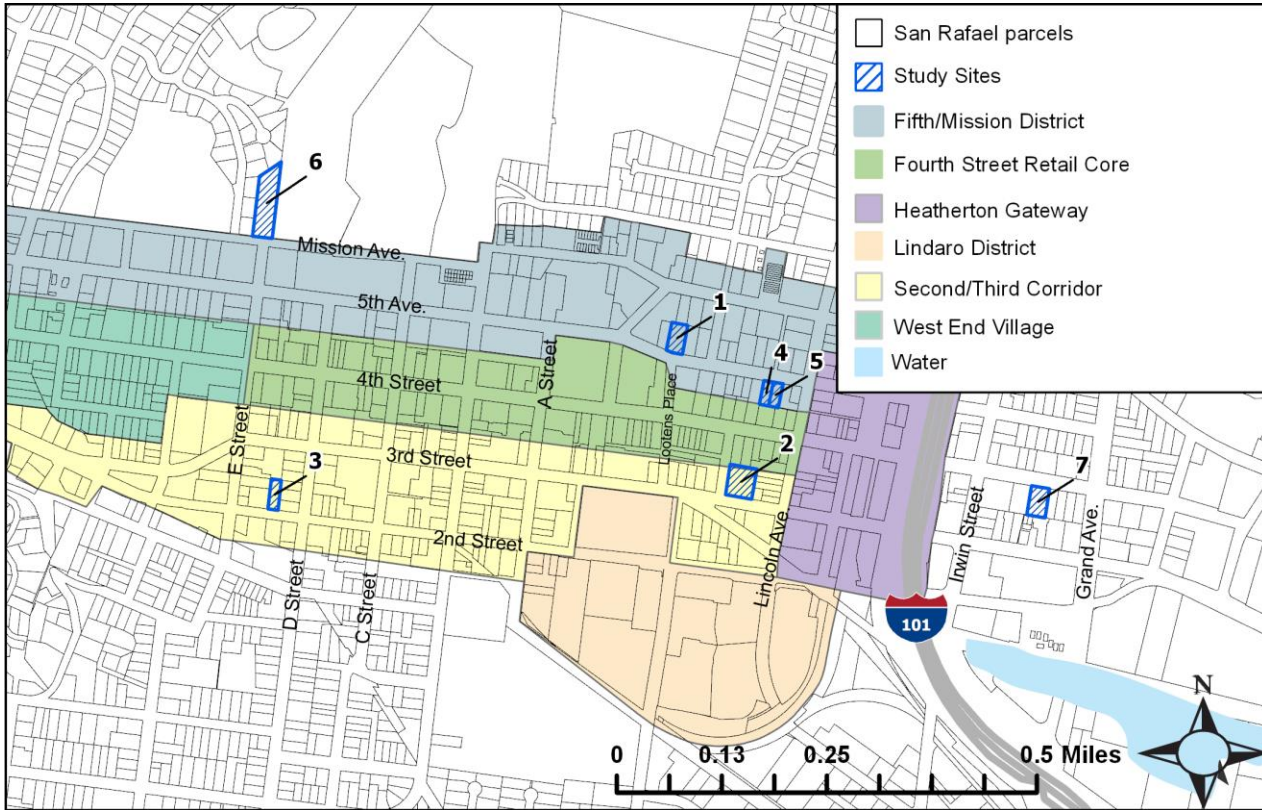 San Rafael parcels
Study Sites
Fifth/Mission District
Fourth Street Retail Core
Heatherton Gateway
Lindaro District
Second/Third Corridor
West End Village
Water
6
Mission Ave.
5th Ave.
1
4
5
4th Street
A Street
Lootens Place
E Street
3rd Street
3
2
7
2nd Street
Lincoln Ave.
Irwin Street
Grand Ave.
D Street
C Street
101
N
0
0.13
0.25
0.5 Miles